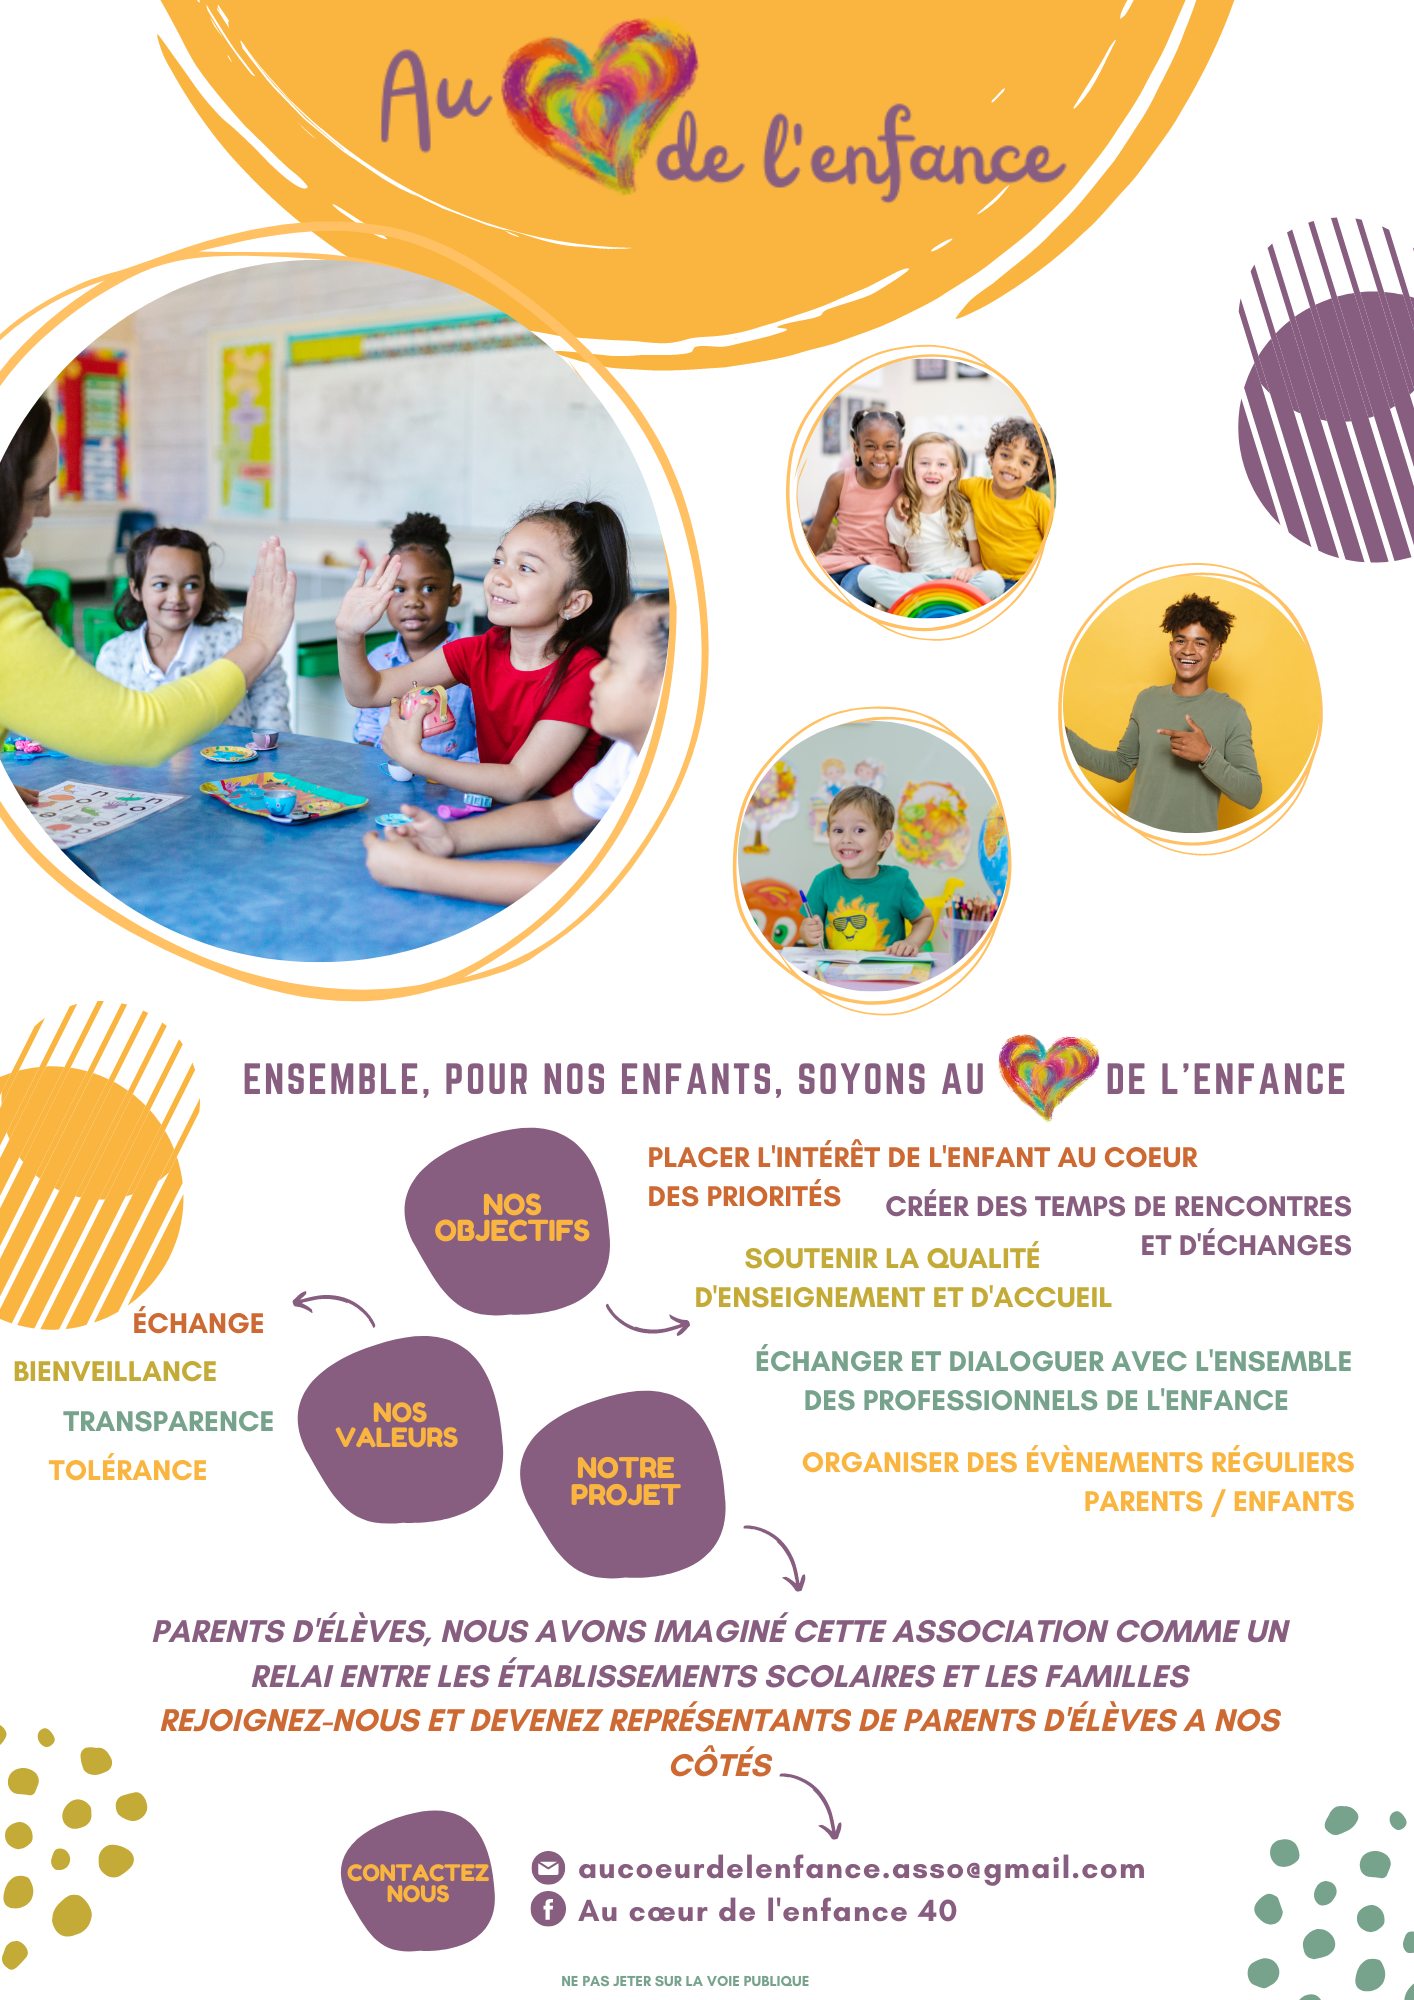 Au de l'enfance
ENSEMBLE, POUR NOS ENFANTS, SOYONS AU DE L'ENFANCE
NOS
OBJECTIFS
PLACER L'INTÉRÊT DE L'ENFANT AU COEUR
DES PRIORITÉS
CRÉER DES TEMPS DE RENCONTRES
ET D'ÉCHANGES
SOUTENIR LA QUALITÉ
D'ENSEIGNEMENT ET D'ACCUEIL
ÉCHANGER ET DIALOGUER AVEC L'ENSEMBLE
DES PROFESSIONNELS DE L'ENFANCE
ORGANISER DES ÉVÈNEMENTS RÉGULIERS
PARENTS / ENFANTS
NOS
VALEURS
ÉCHANGE
BIENVEILLANCE
TRANSPARENCE
TOLÉRANCE
NOTRE
PROJET
PARENTS D'ÉLÈVES, NOUS AVONS IMAGINÉ CETTE ASSOCIATION COMME UN
RELAI ENTRE LES ÉTABLISSEMENTS SCOLAIRES ET LES FAMILLES
REJOIGNEZ-NOUS ET DEVENEZ REPRÉSENTANTS DE PARENTS D'ÉLÈVES A NOS
CÔTÉS
CONTACTEZ
NOUS
aucoeurdelenfance.asso@gmail.com
Au cœur de l'enfance 40
NE PAS JETER SUR LA VOIE PUBLIQUE